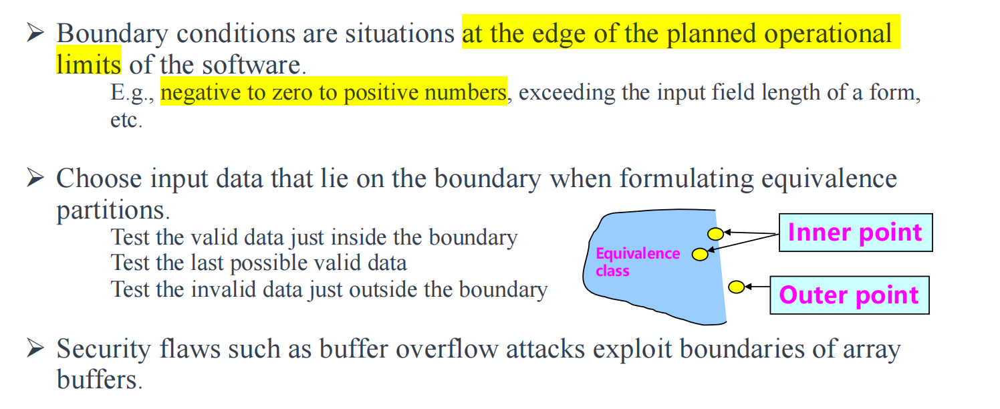 ➢ Boundary conditions are situations at the edge of the planned operational
limits of the software.
E.g., negative to zero to positive numbers, exceeding the input field length of a form,
etc.
➢ Choose input data that lie on the boundary when formulating equivalence
partitions.
Test the valid data just inside the boundary
Test the last possible valid data
Test the invalid data just outside the boundary
Equivalence
class
Inner point
Outer point
➢ Security flaws such as buffer overflow attacks exploit boundaries of array
buffers.